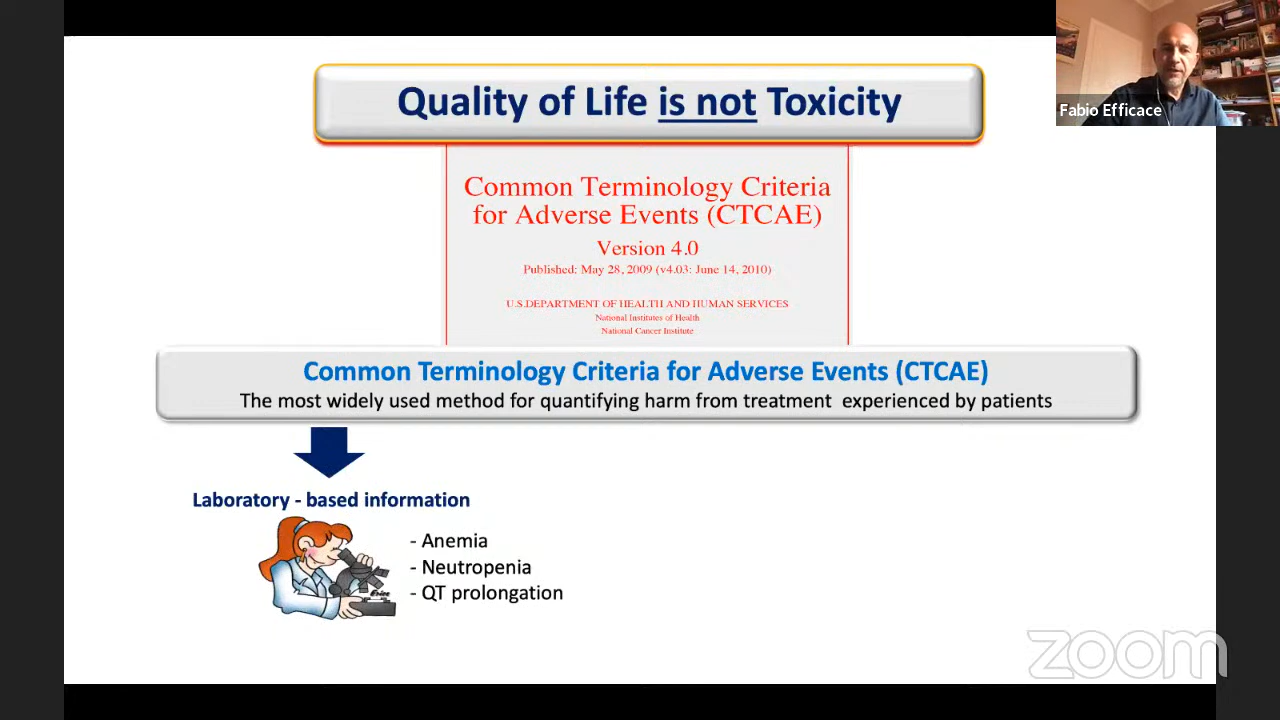 Quality of Life is not Toxicity
Fabio Efficace
Common Terminology Criteria
for Adverse Events (CTCAE)
Version 4.0
Published: May 28, 2009 (v4.03: June 14, 2010)
U.S.DEPARTMENT OF HEALTH AND HUMAN SERVICES
National Institutes of Health
National Cancer Institute
Common Terminology Criteria for Adverse Events (CTCAE)
The most widely used method for quantifying harm from treatment experienced by patients
Laboratory - based information
- Anemia
- Neutropenia
- QT prolongation
zoom